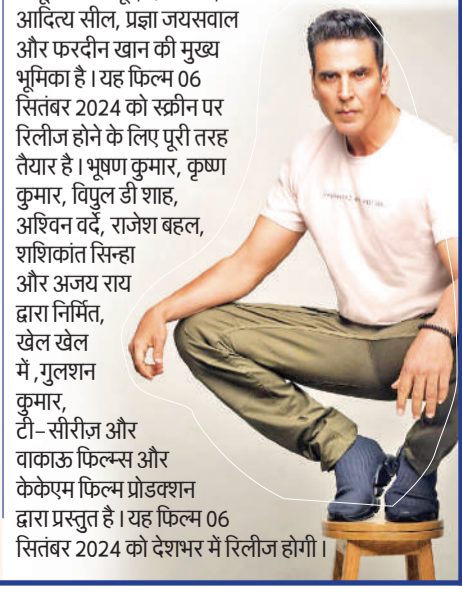 आदित्य सील, प्रज्ञा जयसवाल
और फरदीन खान की मुख्य
भूमिका है । यह फिल्म 06
सितंबर 2024 को स्क्रीन पर
रिलीज होने के लिए पूरी तरह
तैयार है । भूषण कुमार, कृष्ण
कुमार, विपुल डी शाह,
अश्विन वर्दे, राजेश बहल,
शशिकांत सिन्हा
और अजय राय
द्वारा निर्मित,
खेल खेल
में ,गुलशन
कुमार,
टी-सीरीज़ और
वाकाऊ फिल्म्स और
केकेएम फिल्म प्रोडक्शन
द्वारा प्रस्तुत है । यह फिल्म 06
सितंबर 2024 को देशभर में रिलीज होगी ।